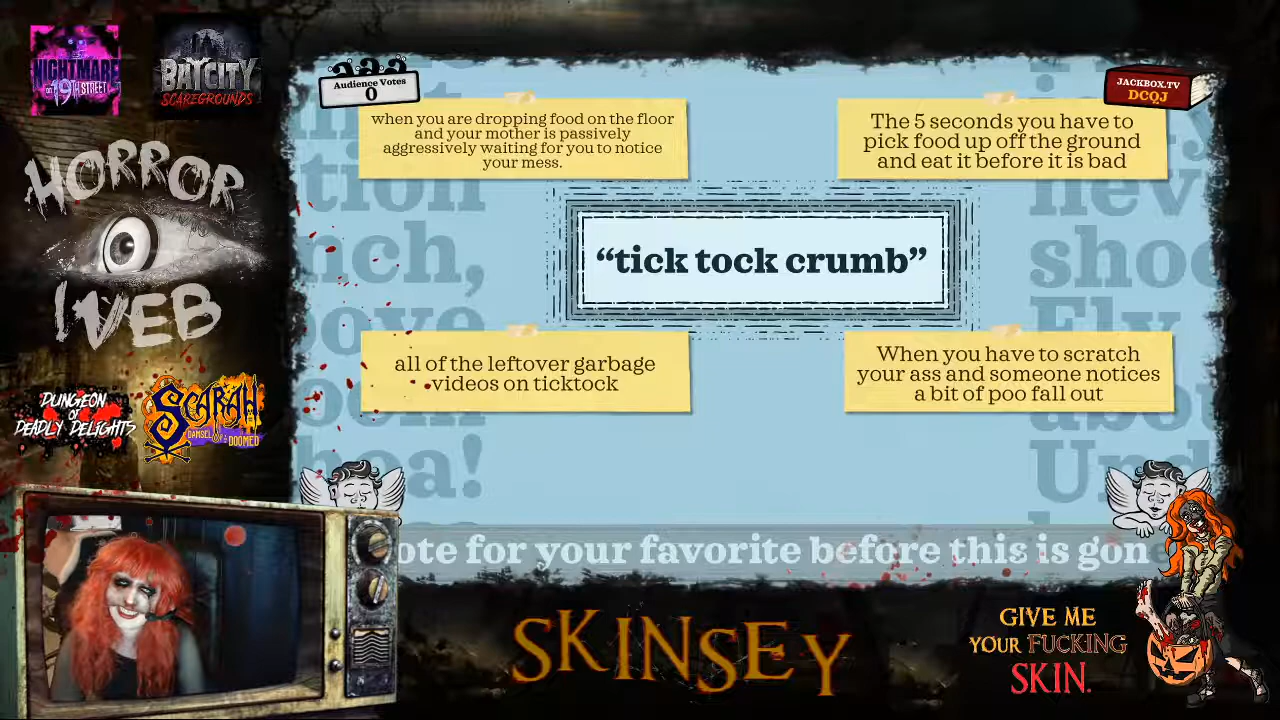 NIGHTMARE
ON 19TH STREET
BAY CITY
SCAREGROUNDS
HORROR
WEB
DUNGEON
OF
DEADLY DELIGHTS
SCARAH
DAMSEL OF THE DOOMED
Audience Votes
0
JACKBOX.TV
DCQJ
when you are dropping food on the floor
and your mother is passively
aggressively waiting for you to notice
your mess.
The 5 seconds you have to
pick food up off the ground
and eat it before it is bad
“tick tock crumb”
all of the leftover garbage
videos on ticktock
When you have to scratch
your ass and someone notices
a bit of poo fall out
ote for your favorite before this is gon
SKINSEY
GIVE ME
YOUR FUCKING
SKIN.